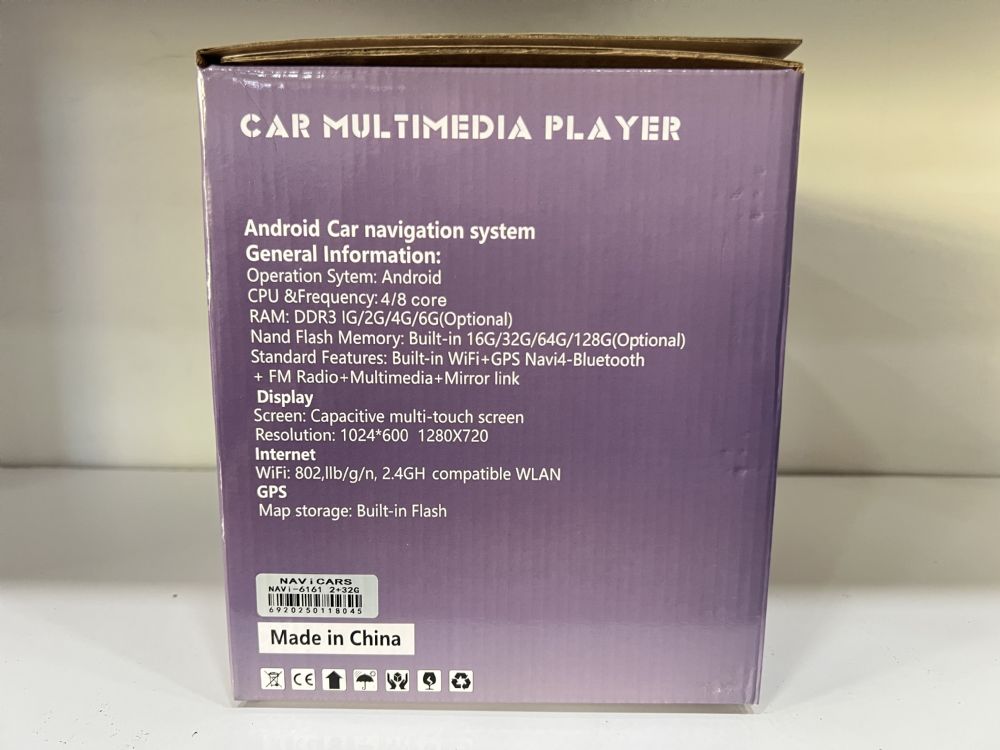 CAR MULTIMEDIA PLAYER
Android Car navigation system
General Information:
Operation Sytem: Android
CPU &Frequency: 4/8 core
RAM: DDR3 IG/2G/4G/6G(Optional)
Nand Flash Memory: Built-in 16G/32G/64G/128G(Optional)
Standard Features: Built-in WiFi+GPS Navi4-Bluetooth
+ FM Radio+Multimedia+Mirror link
Display
Screen: Capacitive multi-touch screen
Resolution: 1024*600 1280X720
Internet
WiFi: 802,llb/g/n, 2.4GH compatible WLAN
GPS
Map storage: Built-in Flash
NAViCARS
NAVi-6161 2+32G
6920250118045
Made in China
CE